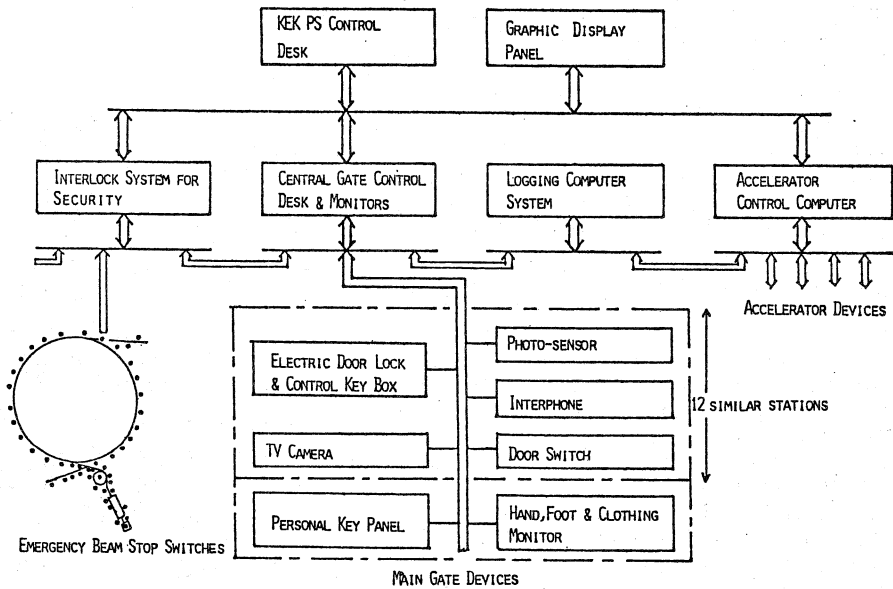 KEK PS CONTROL
DESK
GRAPHIC DISPLAY
PANEL
INTERLOCK SYSTEM FOR
SECURITY
CENTRAL GATE CONTROL
DESK & MONITORS
LOGGING COMPUTER
SYSTEM
ACCELERATOR
CONTROL COMPUTER
ACCELERATOR DEVICES
ELECTRIC DOOR LOCK
& CONTROL KEY BOX
PHOTO-SENSOR
INTERPHONE
12 SIMILAR STATIONS
TV CAMERA
DOOR SWITCH
PERSONAL KEY PANEL
HAND, FOOT & CLOTHING
MONITOR
EMERGENCY BEAM STOP SWITCHES
MAIN GATE DEVICES